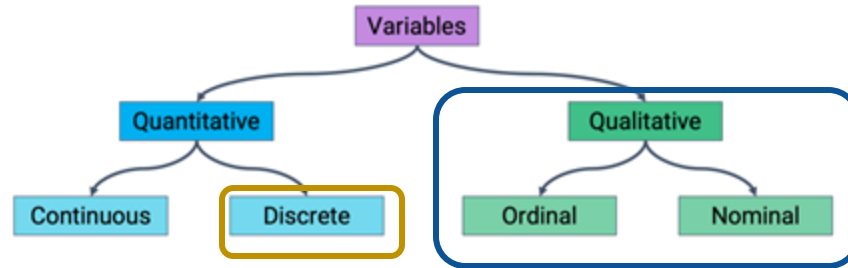 Variables
Quantitative
Qualitative
Continuous
Discrete
Ordinal
Nominal